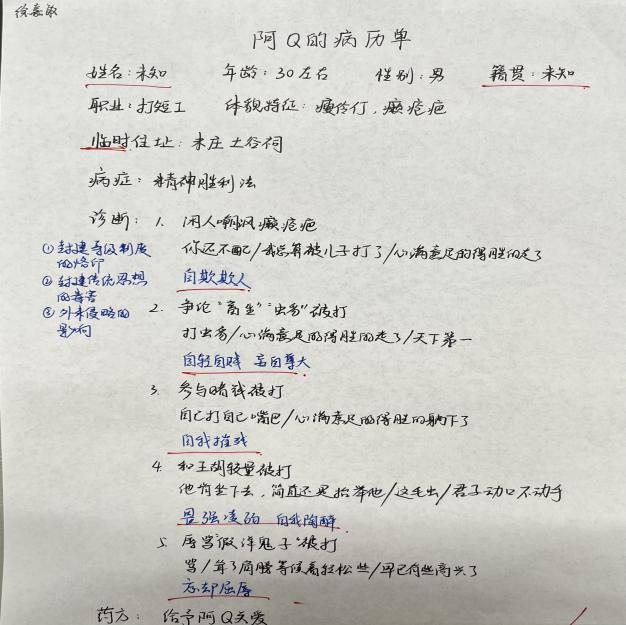 阿Q的病历单
姓名：未知 年龄：30左右 性别：男 籍贯：未知
职业：打短工 体貌特征：瘦伶仃，癞疮疤
临时住址：未庄土谷祠
病症：精神胜利法
诊断：1. 闲人嘲讽癞疮疤
你还不配/我总算被儿子打了/心满意足的得胜的走了
自欺欺人
①封建等级制度
的烙印
②封建传统思想
的毒害
③外来侵略的
影响
2. 争论“畜生”“虫豸”被打
打虫豸/心满意足的得胜的走了/天下第一
自轻自贱 妄自尊大
3. 参与赌钱被打
自己打自己嘴巴/心满意足的得胜的躺下了
自我摧残
4. 和王胡较量被打
他肯坐下去，简直还是抬举他/这毛虫/君子动口不动手
畏强凌弱 自我陶醉
5. 辱骂“假洋鬼子”被打
骂/耸了肩膀等候着轻松些/早已有些高兴了
忘却屈辱
药方：给予阿Q关爱